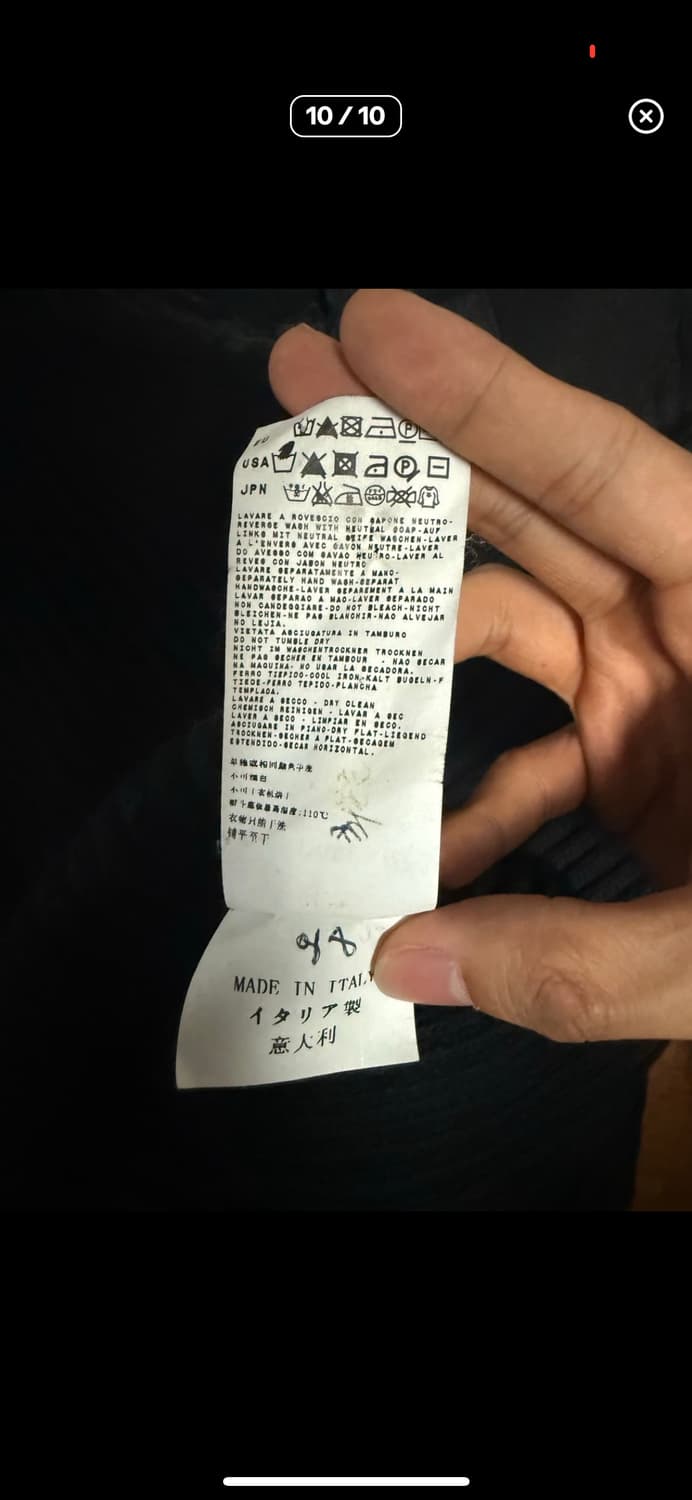 10 / 10
EU
USA
JPN
LAVARE A ROVESCIO CON SAPONE NEUTRO-
REVERSE WASH WITH NEUTRAL SOAP-AUF
LINKS MIT NEUTRAL SEIFE WASCHEN-LAVER
A L'ENVERS AVEC SAVON NEUTRE-LAVER
DO AVESSO COM SAVAO NEUTRO-LAVER AL
REVES CON JABON NEUTRO
LAVARE SEPARATAMENTE A MANO-
SEPARATELY HAND WASH-SEPARAT
HANDWASCHE-LAVER SEPAREMENT A LA MAIN
LAVAR SEPARAO A MAO-LAVER SEPARADO
NON CANDEGGIARE-DO NOT BLEACH-NICHT
BLEICHEN-NE PAS BLANCHIR-NAO ALVEJAR
NO LEJIA.
VIETATA ASCIUGATURA IN TAMBURO
DO NOT TUMBLE DRY
NICHT IM WASCHENTROCKNER TROCKNEN
NE PAS SECHER EN TAMBOUR - NAO SECAR
NA MAQUINA- NO USAR LA SECADORA.
FERRO TIEPIDO-COOL IRON-KALT BUGELN-F
TIEDE-FERRO TEPIDO-PLANCHA
TEMPLADA.
LAVARE A SECCO - DRY CLEAN
CHEMISCH REINIGEN - LAVAR A SEC
LAVER A SECO - LIMPIAR EN SECO.
ASCIUGARE IN PIANO-DRY FLAT-LIEGEND
TROCKNEN-SECHER A PLAT-SECAGEM
ESTENDIDO-SECAR HORIZONTAL.
:110℃
MADE IN ITALY
イタリア製
意大利